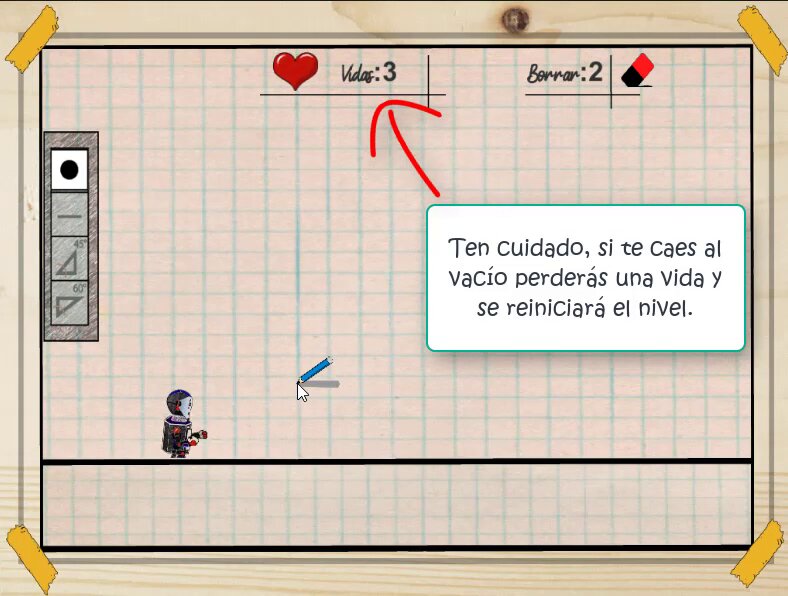 Vidas:3
Borrar:2
45°
60°
Ten cuidado, si te caes al
vacío perderás una vida y
se reiniciará el nivel.